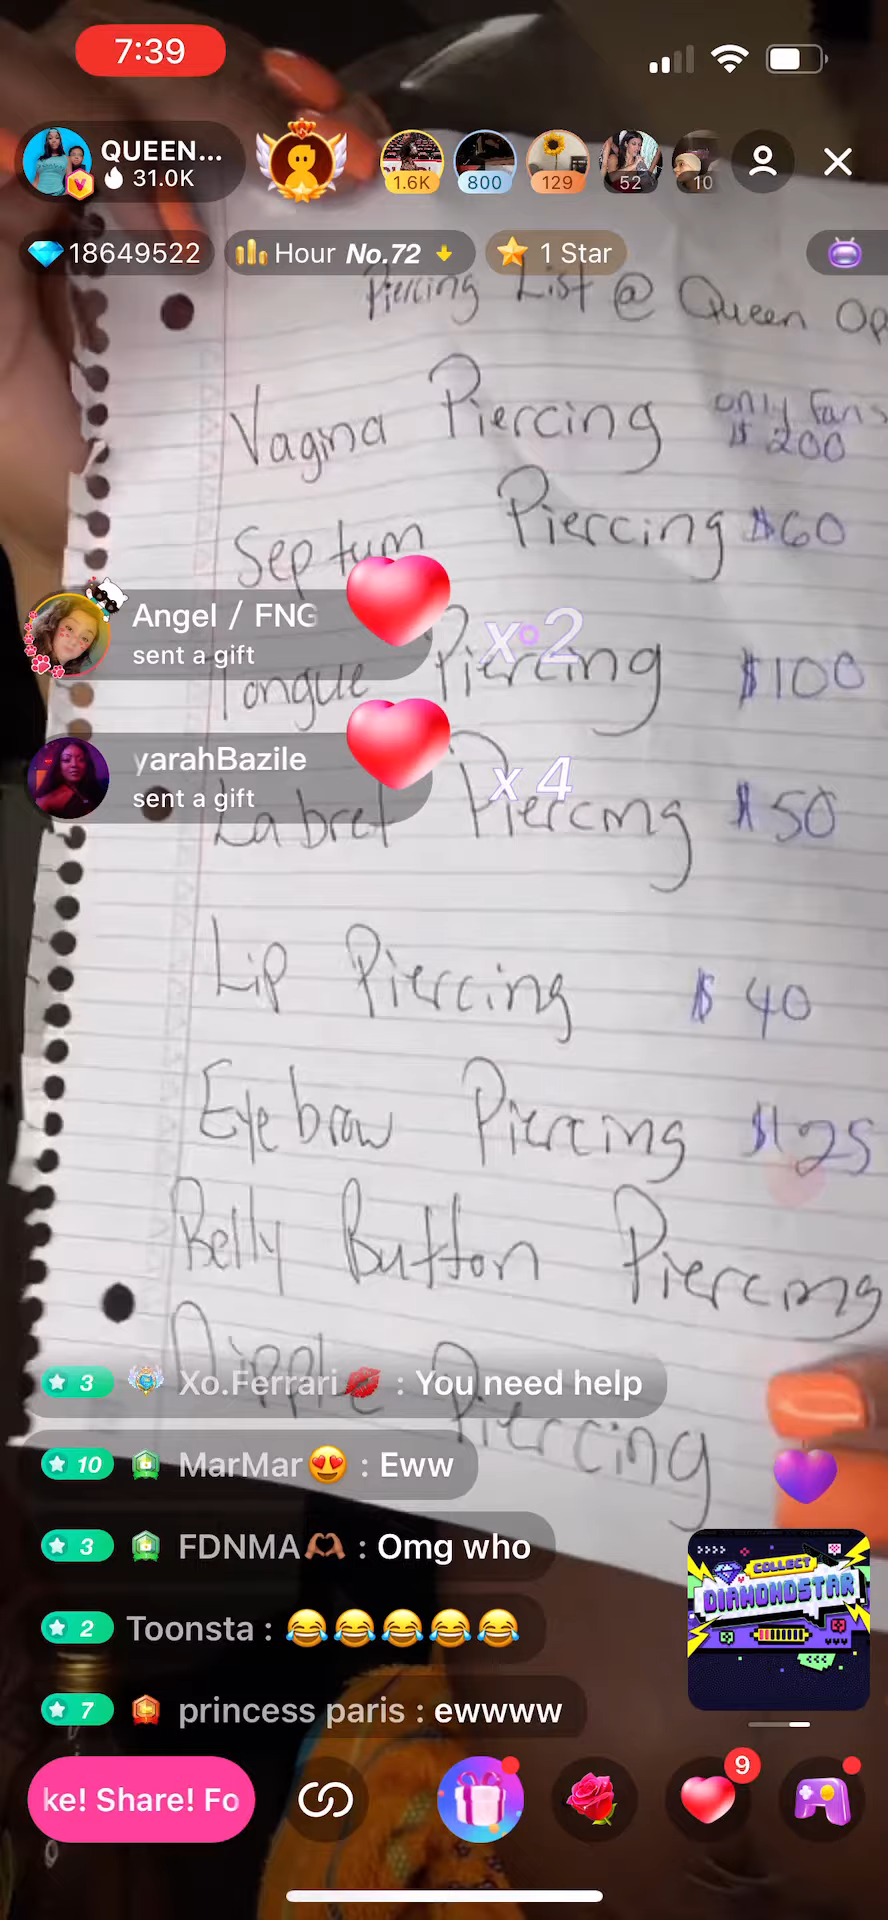 7:39
QUEEN...
31.0K
1.6K
800
129
52
10
18649522
Hour No.72
1 Star
Piercing List @ Queen Op
Vagina Piercing only fans
$200
Septum Piercing $60
Angel / FNG
sent a gift
x 2
Tongue Piercing $100
yarahBazile
sent a gift
x 4
Labret Piercing $50
Lip Piercing $40
Eyebrow Piercing $125
Belly Button Piercing
Nipple Piercing
3 Xo.Ferrari💋 : You need help
10 MarMar😍 : Eww
3 FDNMA🫶🏾 : Omg who
2 Toonsta : 😂😂😂😂😂
7 princess paris : ewwww
COLLECT
DIAMONDSTAR
ke! Share! Fo
9